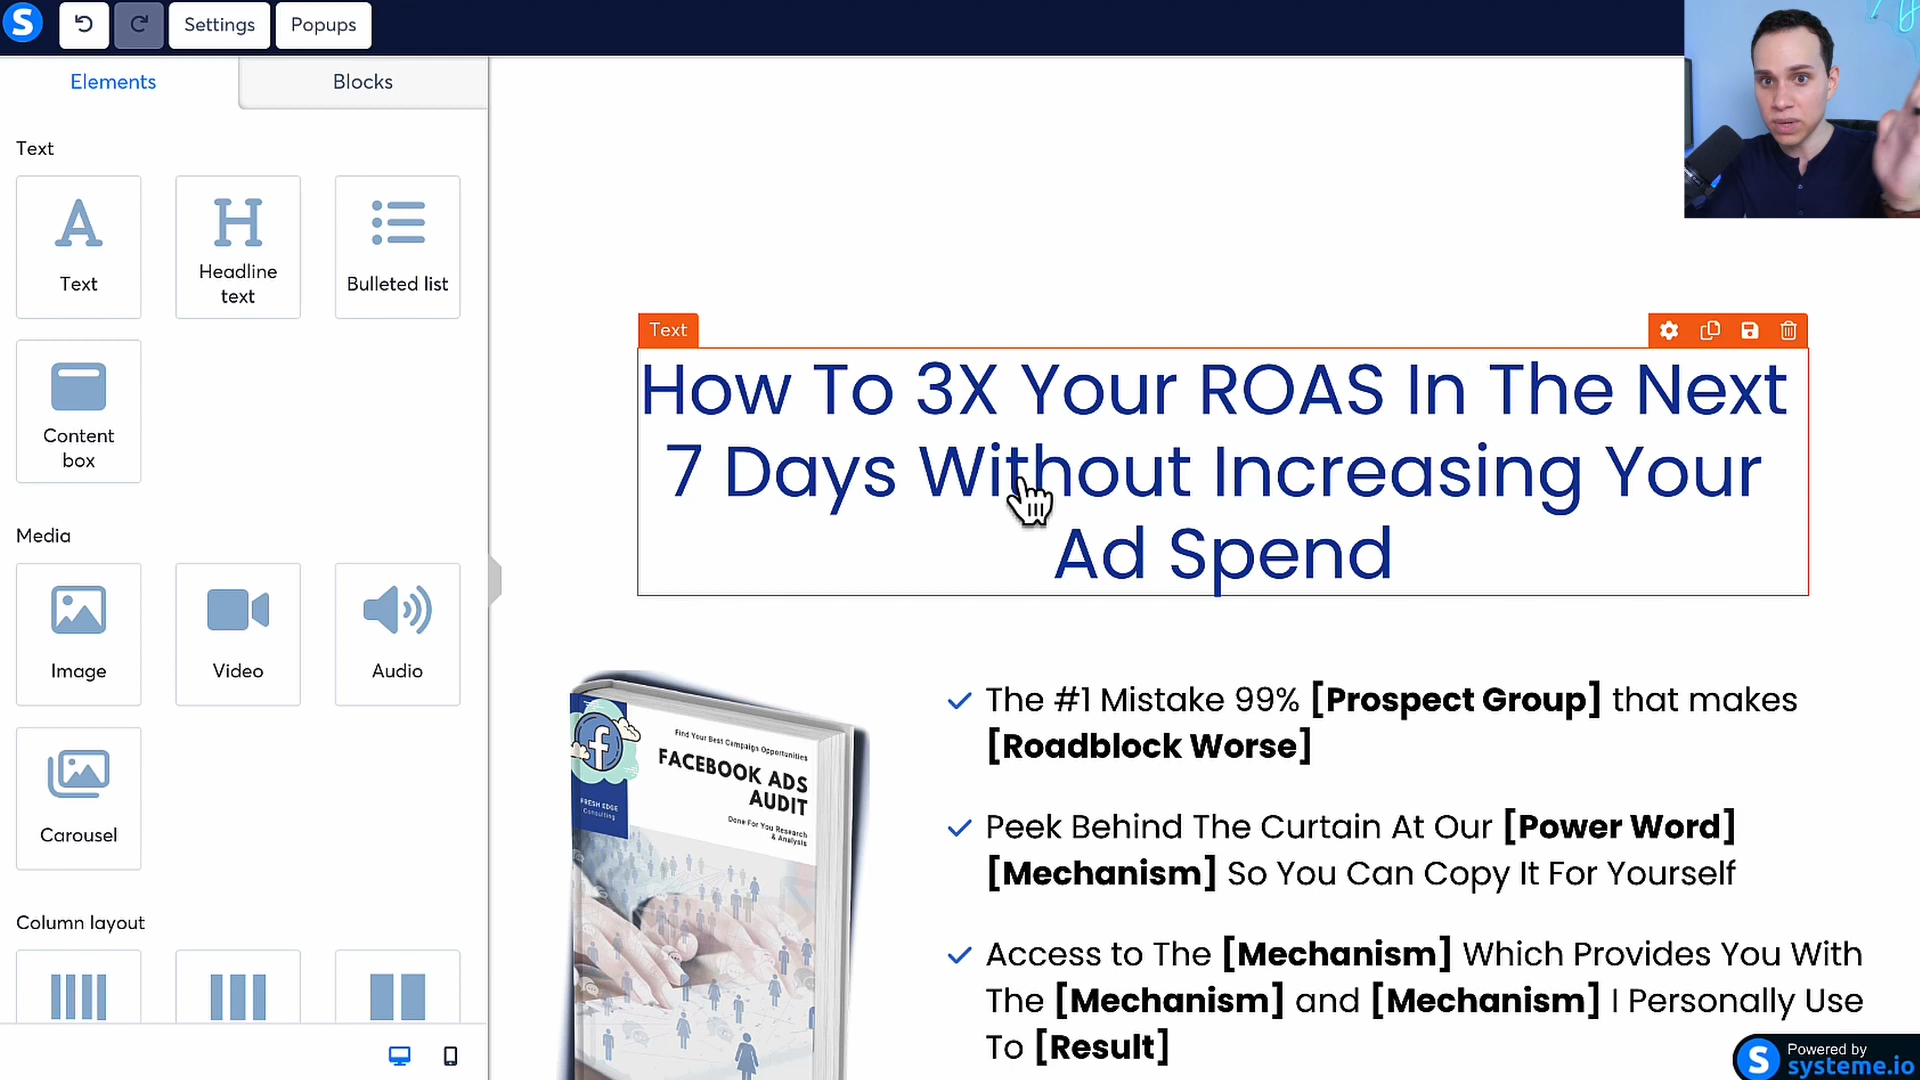 S
Settings
Popups
Elements
Blocks
Text
A
Text
H
Headline
text
Bulleted list
Content
box
Media
Image
Video
Audio
Carousel
Column layout
Text
How To 3X Your ROAS In The Next
7 Days Without Increasing Your
Ad Spend
f
Find Your Best Campaign Opportunities
FACEBOOK ADS
AUDIT
FRESH EDGE
Consulting
Done For You Research
& Analysis
The #1 Mistake 99% [Prospect Group] that makes
[Roadblock Worse]
Peek Behind The Curtain At Our [Power Word]
[Mechanism] So You Can Copy It For Yourself
Access to The [Mechanism] Which Provides You With
The [Mechanism] and [Mechanism] I Personally Use
To [Result]
S
Powered by
systeme.io